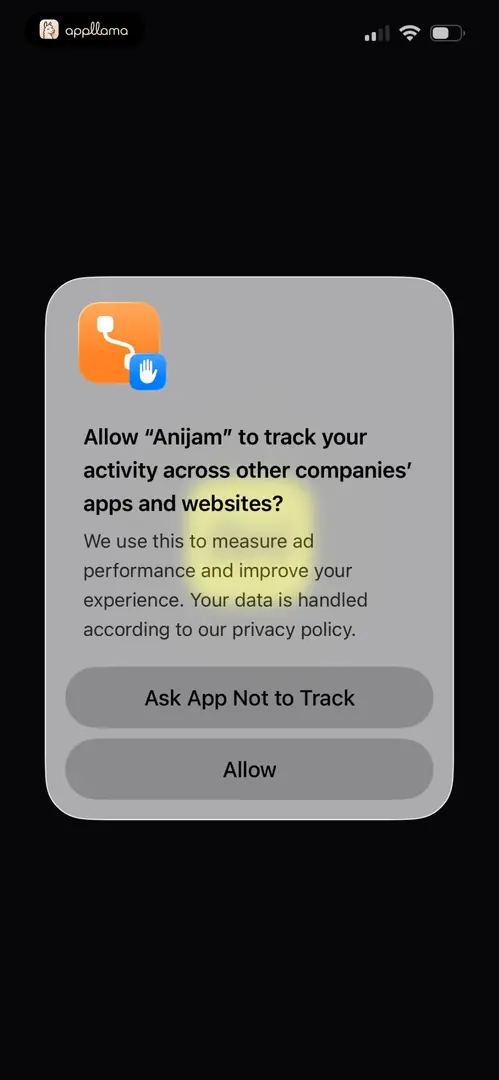 appllama
Allow “Anijam” to track your
activity across other companies’
apps and websites?
We use this to measure ad
performance and improve your
experience. Your data is handled
according to our privacy policy.
Ask App Not to Track
Allow